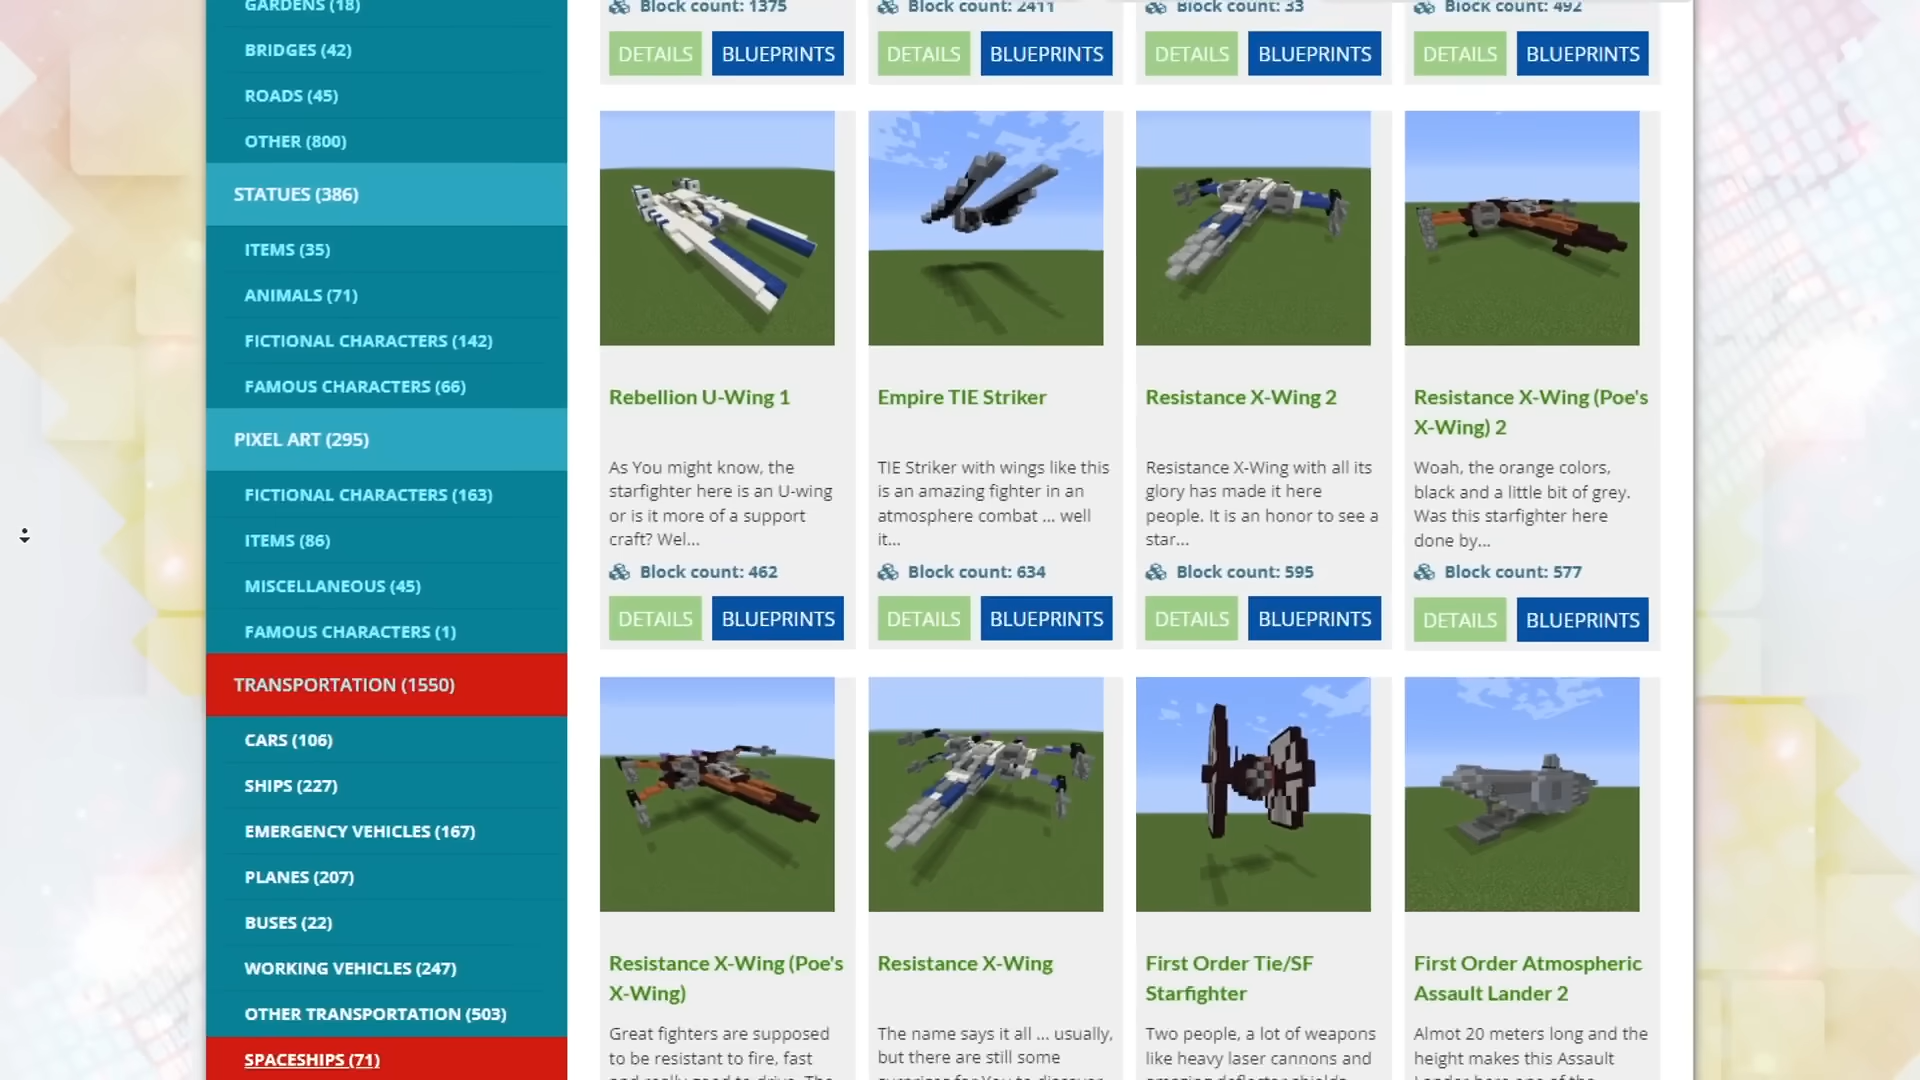 GARDENS (18)
BRIDGES (42)
ROADS (45)
OTHER (800)
STATUES (386)
ITEMS (35)
ANIMALS (71)
FICTIONAL CHARACTERS (142)
FAMOUS CHARACTERS (66)
PIXEL ART (295)
FICTIONAL CHARACTERS (163)
ITEMS (86)
MISCELLANEOUS (45)
FAMOUS CHARACTERS (1)
TRANSPORTATION (1550)
CARS (106)
SHIPS (227)
EMERGENCY VEHICLES (167)
PLANES (207)
BUSES (22)
WORKING VEHICLES (247)
OTHER TRANSPORTATION (503)
SPACESHIPS (71)
Block count: 1375
DETAILS BLUEPRINTS
Block count: 2411
DETAILS BLUEPRINTS
Block count: 33
DETAILS BLUEPRINTS
Block count: 492
DETAILS BLUEPRINTS
Rebellion U-Wing 1
As You might know, the
starfighter here is an U-wing
or is it more of a support
craft? Wel...
Block count: 462
DETAILS BLUEPRINTS
Empire TIE Striker
TIE Striker with wings like this
is an amazing fighter in an
atmosphere combat ... well
it...
Block count: 634
DETAILS BLUEPRINTS
Resistance X-Wing 2
Resistance X-Wing with all its
glory has made it here
people. It is an honor to see a
star...
Block count: 595
DETAILS BLUEPRINTS
Resistance X-Wing (Poe's
X-Wing) 2
Woah, the orange colors,
black and a little bit of grey.
Was this starfighter here
done by...
Block count: 577
DETAILS BLUEPRINTS
Resistance X-Wing (Poe's
X-Wing)
Great fighters are supposed
to be resistant to fire, fast
Resistance X-Wing
The name says it all ... usually,
but there are still some
First Order Tie/SF
Starfighter
Two people, a lot of weapons
like heavy laser cannons and
First Order Atmospheric
Assault Lander 2
Almot 20 meters long and the
height makes this Assault